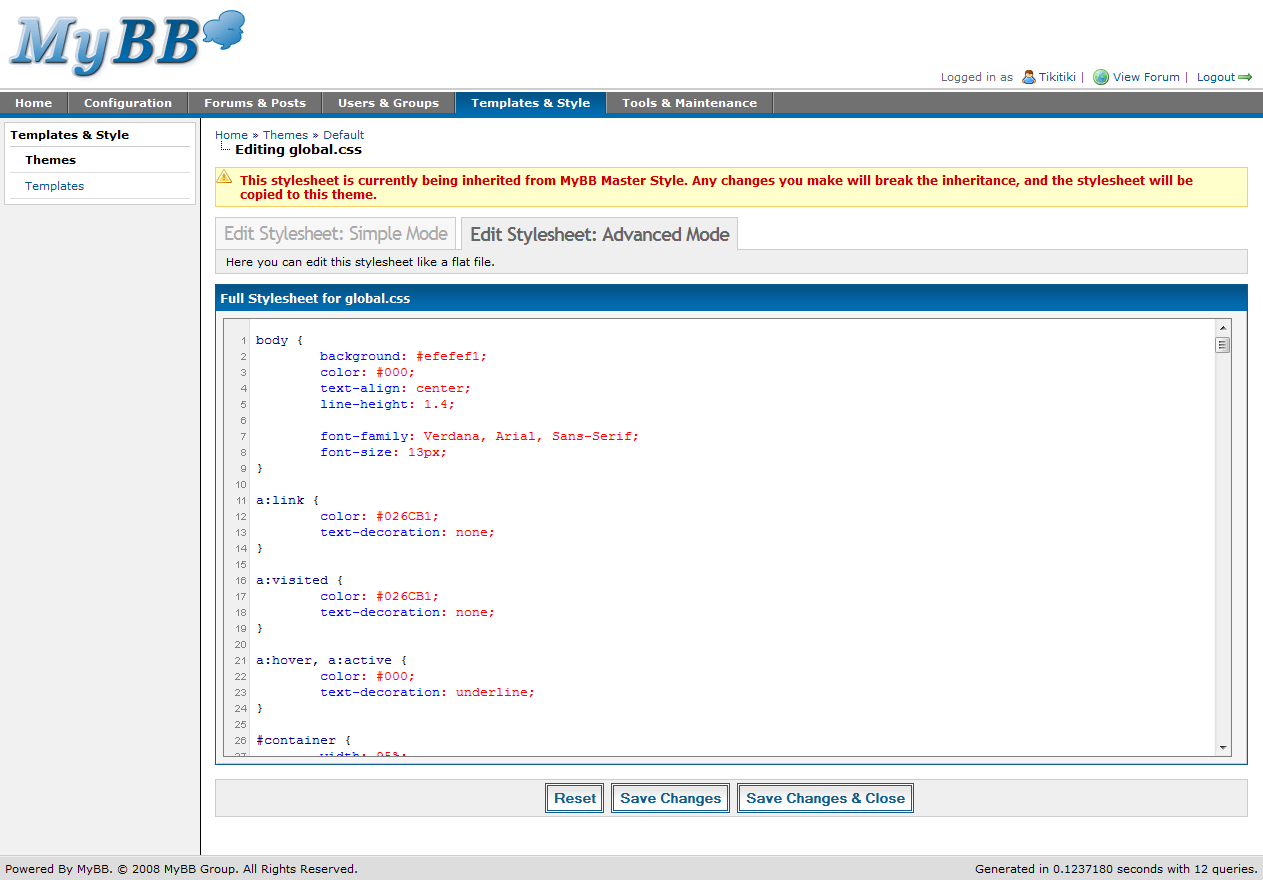 MyBB
Logged in as Tikitiki | View Forum | Logout
Home Configuration Forums & Posts Users & Groups Templates & Style Tools & Maintenance
Templates & Style
Themes
Templates
Home » Themes » Default
Editing global.css
This stylesheet is currently being inherited from MyBB Master Style. Any changes you make will break the inheritance, and the stylesheet will be
copied to this theme.
Edit Stylesheet: Simple Mode Edit Stylesheet: Advanced Mode
Here you can edit this stylesheet like a flat file.
Full Stylesheet for global.css
1 body {
2 background: #efefef1;
3 color: #000;
4 text-align: center;
5 line-height: 1.4;
6
7 font-family: Verdana, Arial, Sans-Serif;
8 font-size: 13px;
9 }
10
11 a:link {
12 color: #026CB1;
13 text-decoration: none;
14 }
15
16 a:visited {
17 color: #026CB1;
18 text-decoration: none;
19 }
20
21 a:hover, a:active {
22 color: #000;
23 text-decoration: underline;
24 }
25
26 #container {
27 width: 95%;
Reset Save Changes Save Changes & Close
Powered By MyBB. © 2008 MyBB Group. All Rights Reserved.
Generated in 0.1237180 seconds with 12 queries.